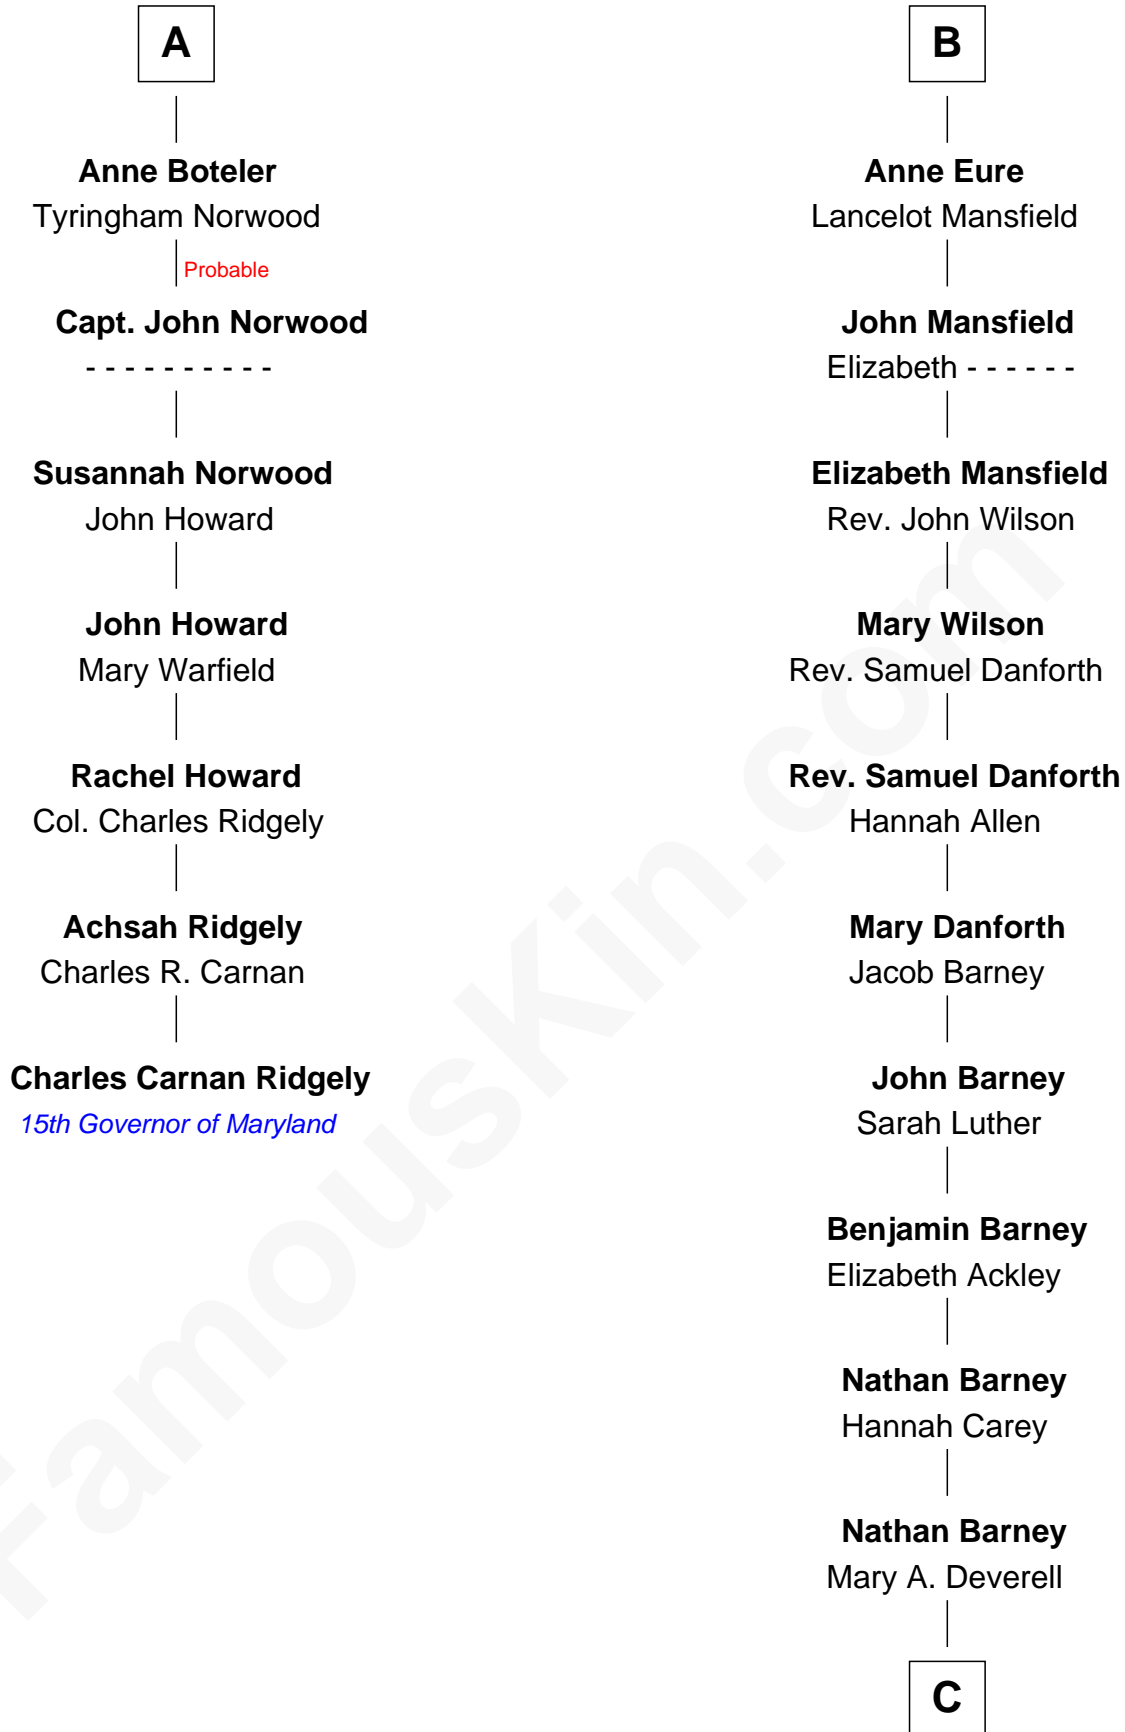 A
Anne Boteler
Tyringham Norwood
Probable
Capt. John Norwood
- - - - - - - - - -
Susannah Norwood
John Howard
John Howard
Mary Warfield
Rachel Howard
Col. Charles Ridgely
Achsah Ridgely
Charles R. Carnan
Charles Carnan Ridgely
15th Governor of Maryland
B
Anne Eure
Lancelot Mansfield
John Mansfield
Elizabeth - - - - - -
Elizabeth Mansfield
Rev. John Wilson
Mary Wilson
Rev. Samuel Danforth
Rev. Samuel Danforth
Hannah Allen
Mary Danforth
Jacob Barney
John Barney
Sarah Luther
Benjamin Barney
Elizabeth Ackley
Nathan Barney
Hannah Carey
Nathan Barney
Mary A. Deverell
C
FamousKin.com